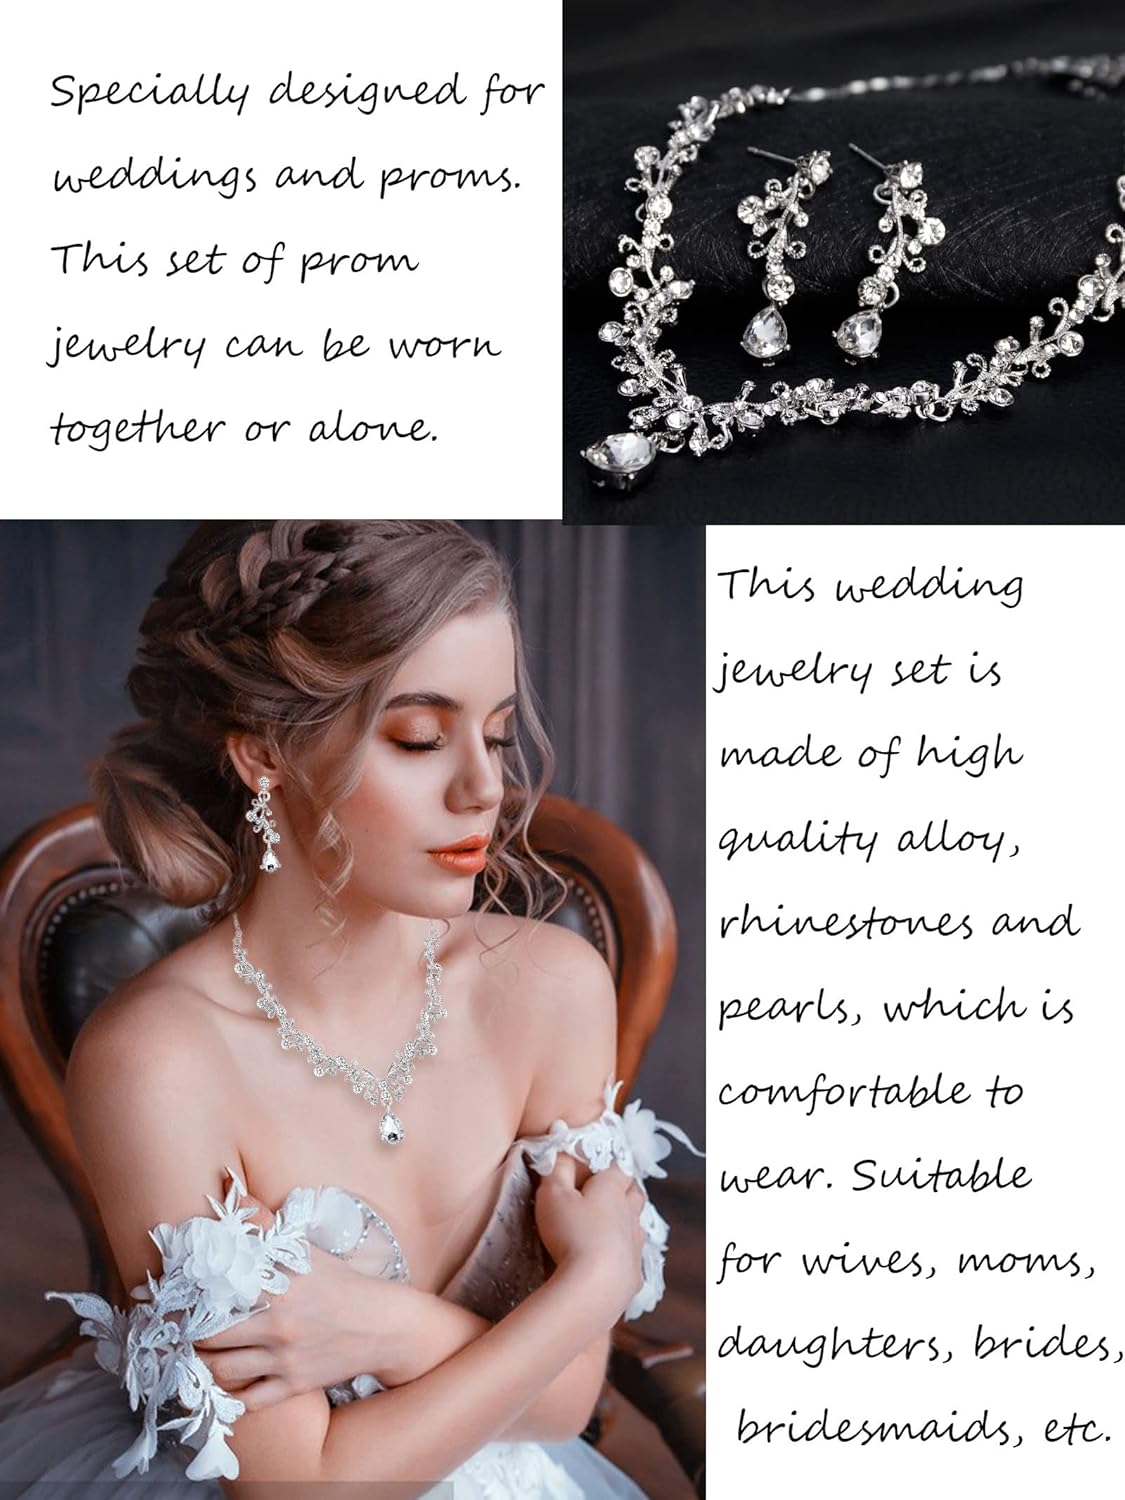 Specially designed for
weddings and proms.
This set of prom
jewelry can be worn
together or alone.
This wedding
jewelry set is
made of high
quality alloy,
rhinestones and
pearls, which is
comfortable to
wear. Suitable
for wives, moms,
daughters, brides,
bridesmaids, etc.